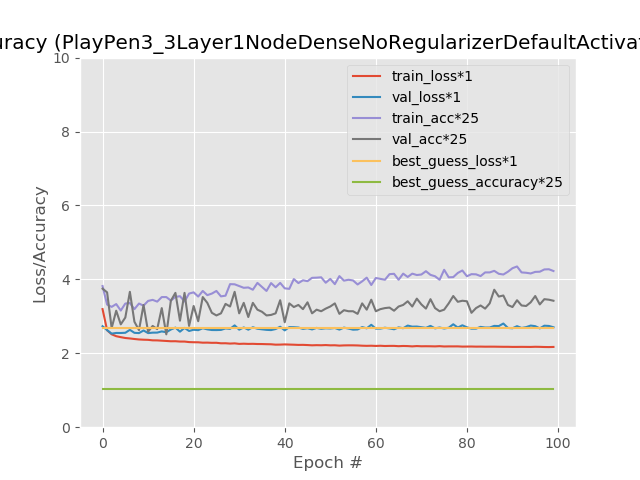 uracy (PlayPen3_3Layer1NodeDenseNoRegularizerDefaultActivat
10
8
6
4
2
0
Loss/Accuracy
train_loss*1
val_loss*1
train_acc*25
val_acc*25
best_guess_loss*1
best_guess_accuracy*25
0 20 40 60 80 100
Epoch #